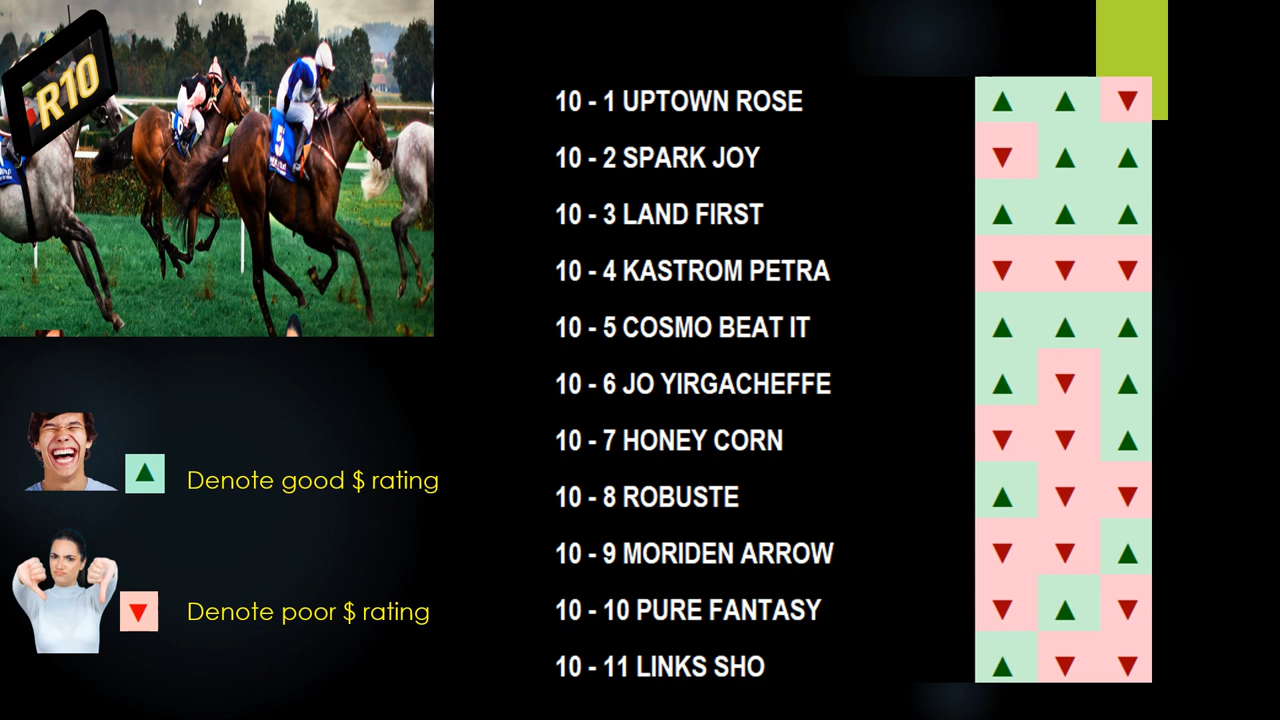 R10
5
6
10 - 1 UPTOWN ROSE ▲ ▲ ▼
10 - 2 SPARK JOY ▼ ▲ ▲
10 - 3 LAND FIRST ▲ ▲ ▲
10 - 4 KASTROM PETRA ▼ ▼ ▼
10 - 5 COSMO BEAT IT ▲ ▲ ▲
10 - 6 JO YIRGACHEFFE ▲ ▼ ▲
10 - 7 HONEY CORN ▼ ▼ ▲
10 - 8 ROBUSTE ▲ ▼ ▼
10 - 9 MORIDEN ARROW ▼ ▼ ▲
10 - 10 PURE FANTASY ▼ ▲ ▼
10 - 11 LINKS SHO ▲ ▼ ▼
▲ Denote good $ rating
▼ Denote poor $ rating